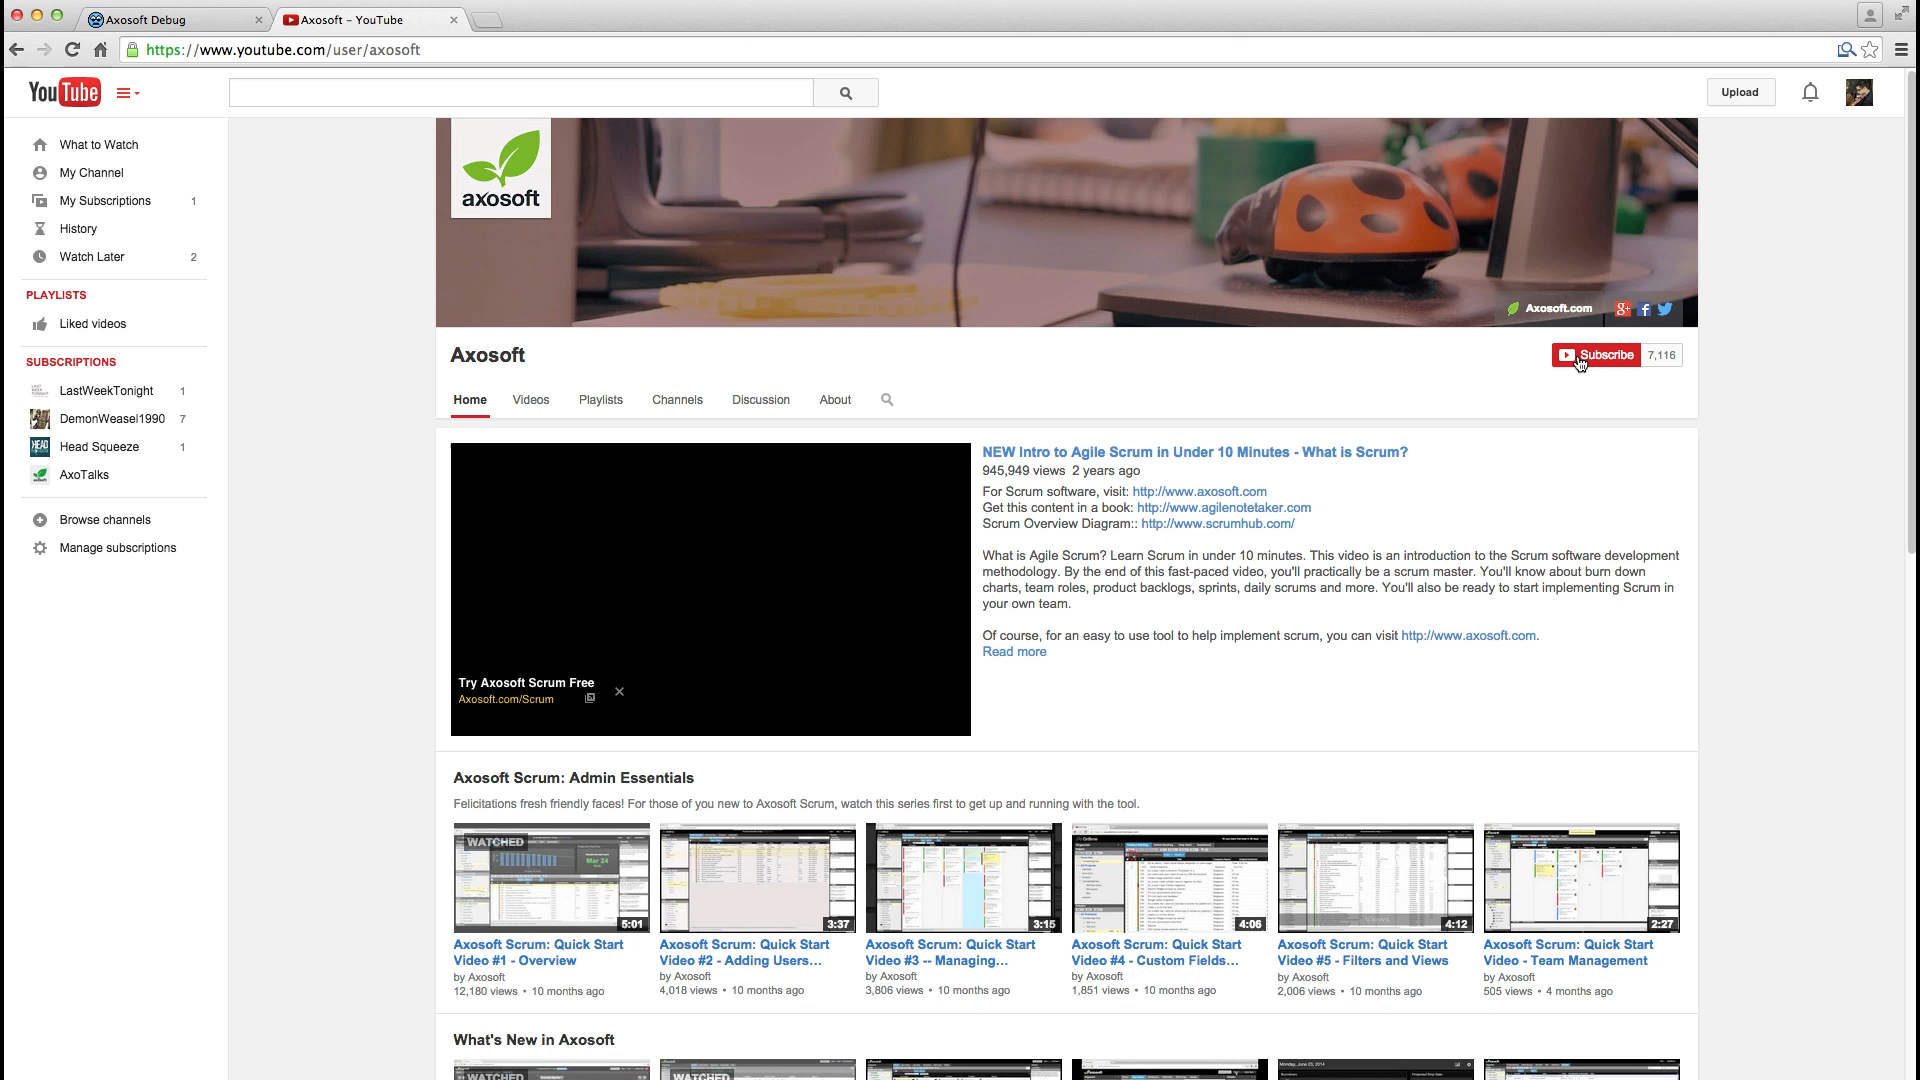 Axosoft Debug
Axosoft - YouTube
https://www.youtube.com/user/axosoft
YouTube
Upload
What to Watch
My Channel
My Subscriptions 1
History
Watch Later 2
PLAYLISTS
Liked videos
SUBSCRIPTIONS
LastWeekTonight 1
DemonWeasel1990 7
Head Squeeze 1
AxoTalks
Browse channels
Manage subscriptions
axosoft
Axosoft.com
Axosoft
Subscribe 7,116
Home Videos Playlists Channels Discussion About
Try Axosoft Scrum Free
Axosoft.com/Scrum
NEW Intro to Agile Scrum in Under 10 Minutes - What is Scrum?
945,949 views 2 years ago
For Scrum software, visit: http://www.axosoft.com
Get this content in a book: http://www.agilenotetaker.com
Scrum Overview Diagram:: http://www.scrumhub.com/
What is Agile Scrum? Learn Scrum in under 10 minutes. This video is an introduction to the Scrum software development
methodology. By the end of this fast-paced video, you'll practically be a scrum master. You'll know about burn down
charts, team roles, product backlogs, sprints, daily scrums and more. You'll also be ready to start implementing Scrum in
your own team.
Of course, for an easy to use tool to help implement scrum, you can visit http://www.axosoft.com.
Read more
Axosoft Scrum: Admin Essentials
Felicitations fresh friendly faces! For those of you new to Axosoft Scrum, watch this series first to get up and running with the tool.
WATCHED
Mar 24
5:01
3:37
3:15
4:06
Views
4:12
2:27
Axosoft Scrum: Quick Start
Video #1 - Overview
by Axosoft
12,180 views • 10 months ago
Axosoft Scrum: Quick Start
Video #2 - Adding Users...
by Axosoft
4,018 views • 10 months ago
Axosoft Scrum: Quick Start
Video #3 -- Managing...
by Axosoft
3,806 views • 10 months ago
Axosoft Scrum: Quick Start
Video #4 - Custom Fields...
by Axosoft
1,851 views • 10 months ago
Axosoft Scrum: Quick Start
Video #5 - Filters and Views
by Axosoft
2,006 views • 10 months ago
Axosoft Scrum: Quick Start
Video - Team Management
by Axosoft
505 views • 4 months ago
What's New in Axosoft
WATCHED
WATCHED
Monday, June 23, 2014